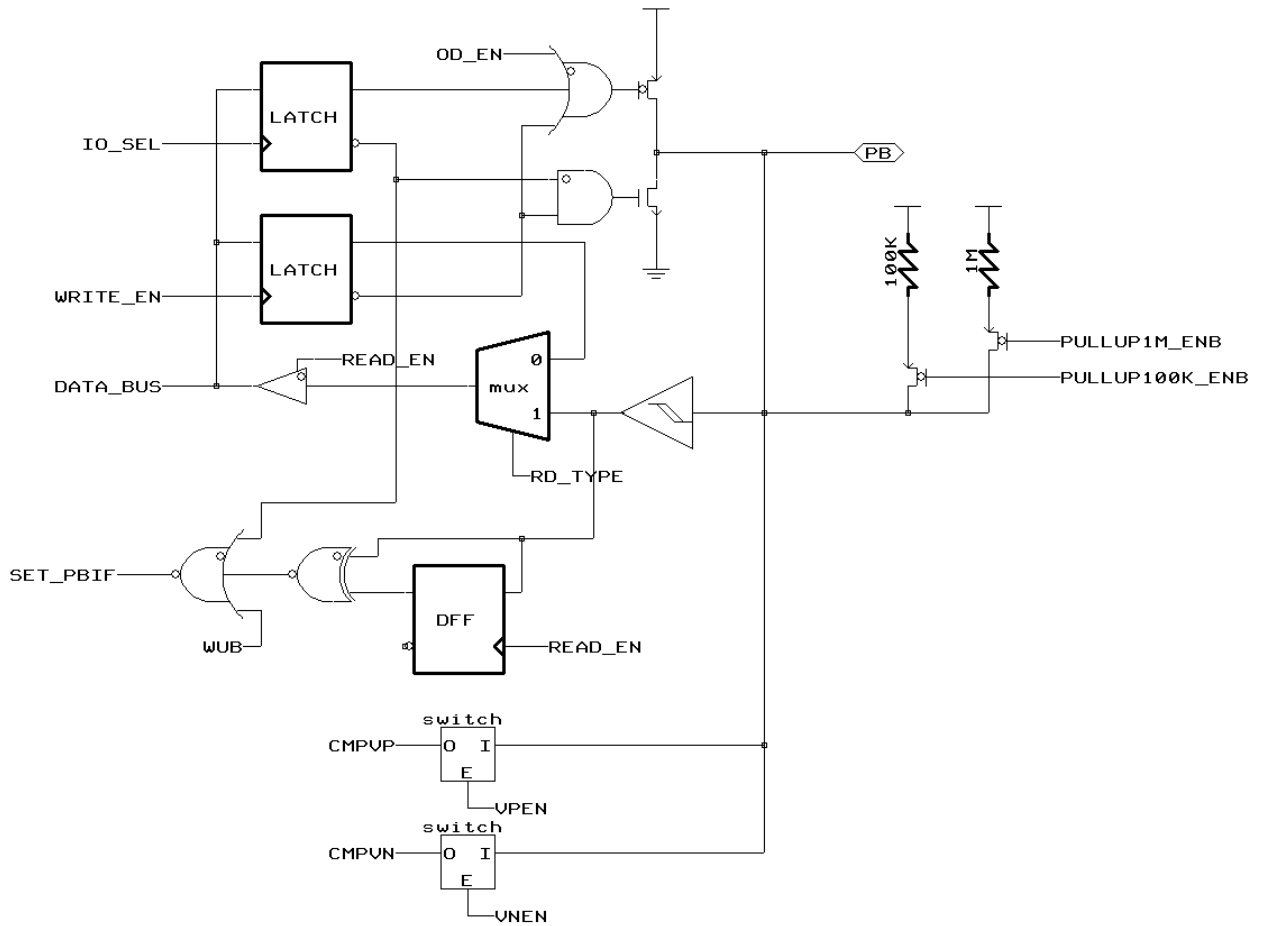 OD_EN
LATCH
IO_SEL
PB
100K
1M
LATCH
WRITE_EN
PULLUP1M_ENB
READ_EN
0
DATA_BUS
mux
PULLUP100K_ENB
1
RD_TYPE
SET_PBIF
DFF
WUB
READ_EN
switch
CMPVP
O I
E
VPEN
switch
CMPVN
O I
E
VNEN